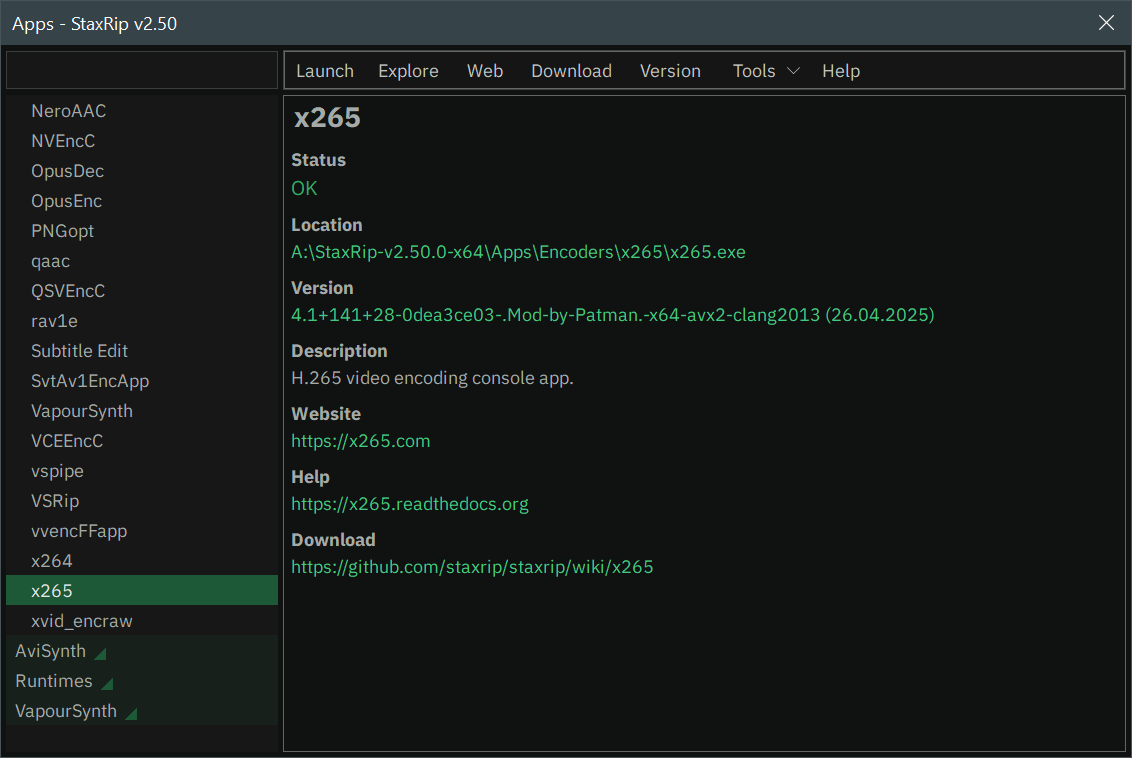 Apps - StaxRip v2.50
Launch Explore Web Download Version Tools Help
NeroAAC
NVEncC
OpusDec
OpusEnc
PNGopt
qaac
QSVEncC
rav1e
Subtitle Edit
SvtAv1EncApp
VapourSynth
VCEEncC
vspipe
VSRip
vvencFFapp
x264
x265
xvid_encraw
AviSynth
Runtimes
VapourSynth
x265
Status
OK
Location
A:\StaxRip-v2.50.0-x64\Apps\Encoders\x265\x265.exe
Version
4.1+141+28-0dea3ce03-.Mod-by-Patman.-x64-avx2-clang2013 (26.04.2025)
Description
H.265 video encoding console app.
Website
https://x265.com
Help
https://x265.readthedocs.org
Download
https://github.com/staxrip/staxrip/wiki/x265